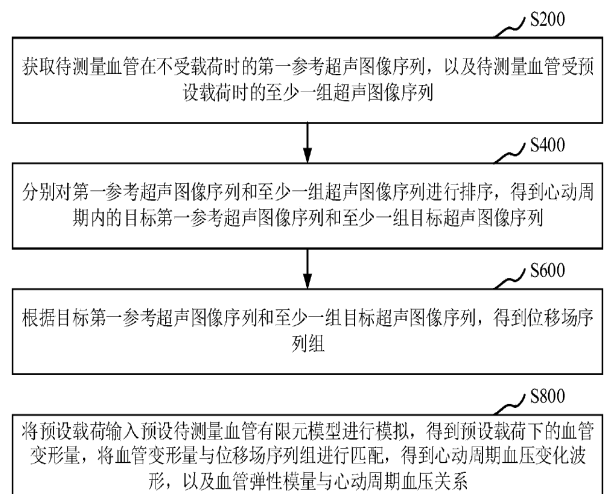 S200
获取待测量血管在不受载荷时的第一参考超声图像序列，以及待测量血管受预
设载荷时的至少一组超声图像序列
S400
分别对第一参考超声图像序列和至少一组超声图像序列进行排序，得到心动周
期内的目标第一参考超声图像序列和至少一组目标超声图像序列
S600
根据目标第一参考超声图像序列和至少一组目标超声图像序列，得到位移场序
列组
S800
将预设载荷输入预设待测量血管有限元模型进行模拟，得到预设载荷下的血管
变形量，将血管变形量与位移场序列组进行匹配，得到心动周期血压变化波
形，以及血管弹性模量与心动周期血压关系